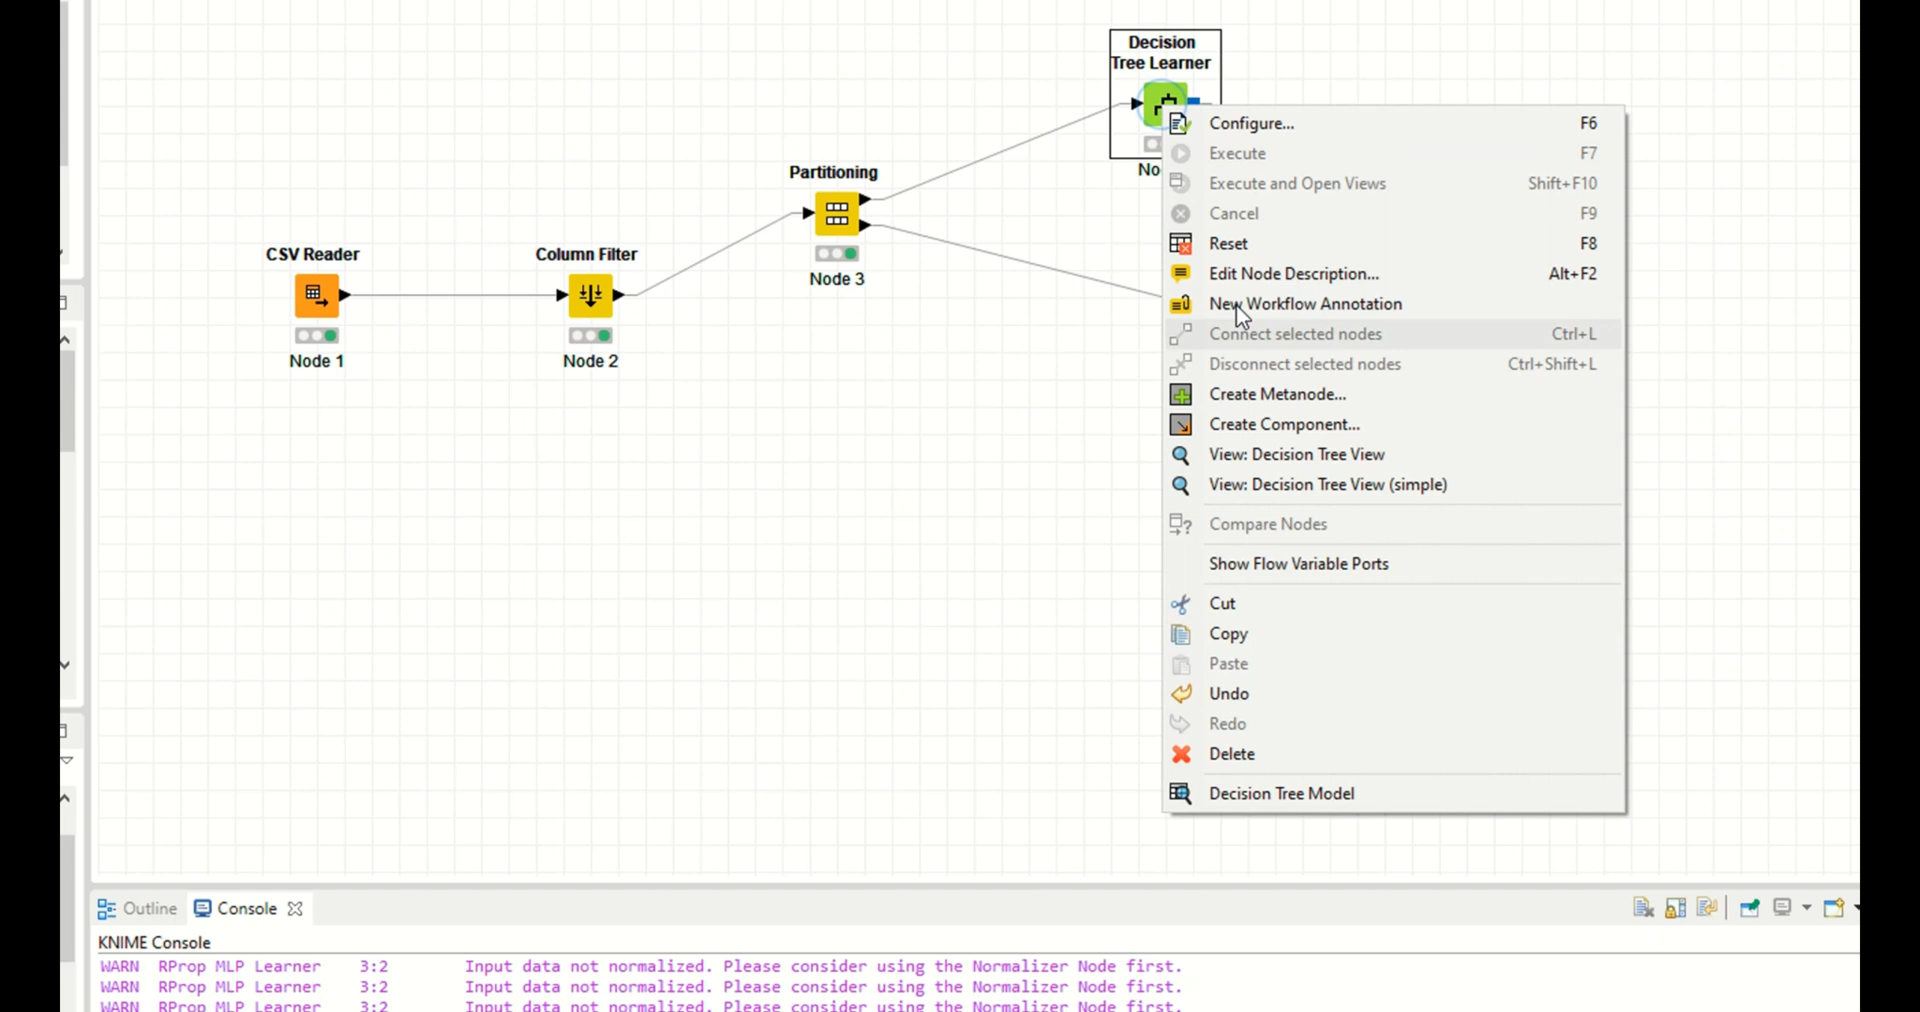 Decision
Tree Learner
Partitioning
Node 3
CSV Reader
Node 1
Column Filter
Node 2
No
Configure... F6
Execute F7
Execute and Open Views Shift+F10
Cancel F9
Reset F8
Edit Node Description... Alt+F2
New Workflow Annotation
Connect selected nodes Ctrl+L
Disconnect selected nodes Ctrl+Shift+L
Create Metanode...
Create Component...
View: Decision Tree View
View: Decision Tree View (simple)
Compare Nodes
Show Flow Variable Ports
Cut
Copy
Paste
Undo
Redo
Delete
Decision Tree Model
Outline Console
KNIME Console
WARN RProp MLP Learner 3:2 Input data not normalized. Please consider using the Normalizer Node first.
WARN RProp MLP Learner 3:2 Input data not normalized. Please consider using the Normalizer Node first.
WARN RProp MLP Learner 3:2 Input data not normalized. Please consider using the Normalizer Node first.